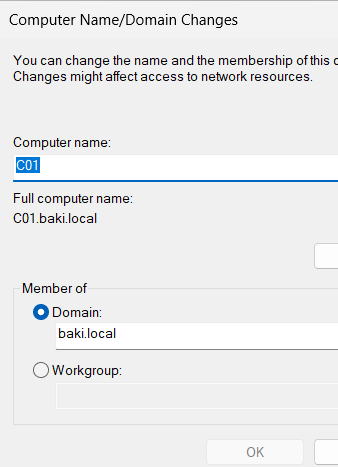 Computer Name/Domain Changes
You can change the name and the membership of this
Changes might affect access to network resources.
Computer name:
C01
Full computer name:
C01.baki.local
Member of
Domain:
baki.local
Workgroup:
OK